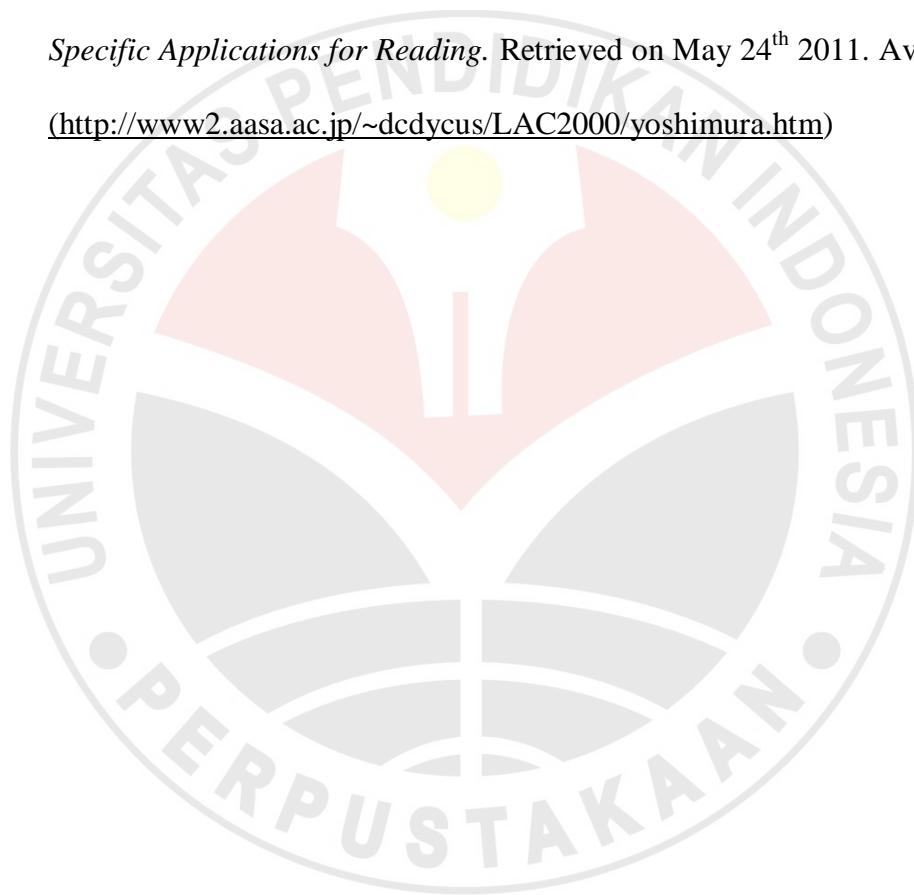 Specific Applications for Reading. Retrieved on May 24th 2011. Av
(http://www2.aasa.ac.jp/~dcdycus/LAC2000/yoshimura.htm)
UNIVERSITAS PENDIDIKAN INDONESIA
PERPUSTAKAAN